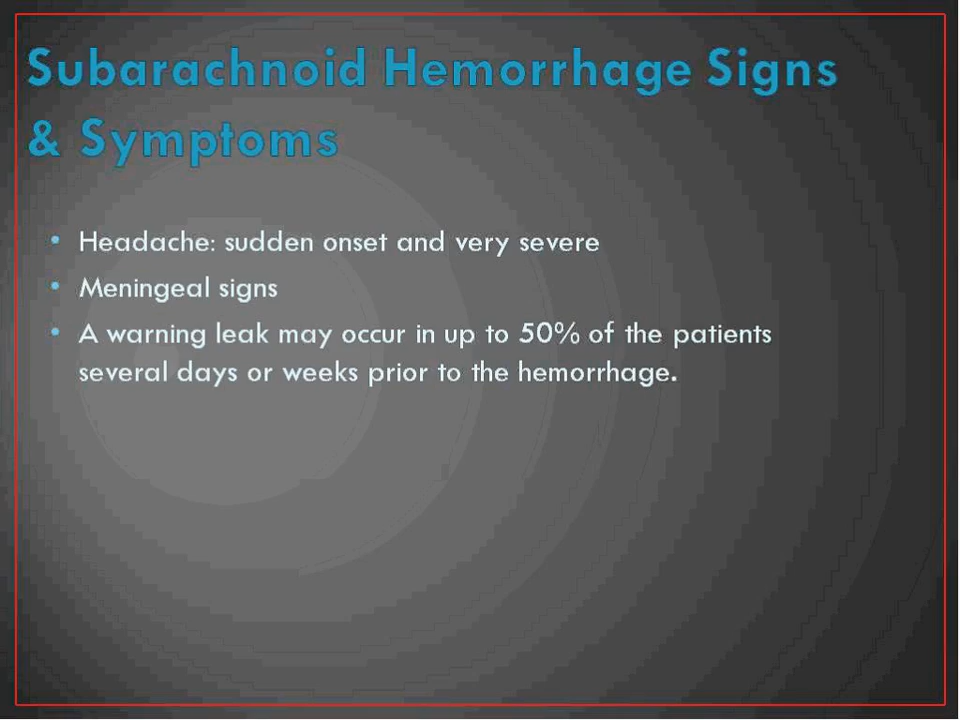 Subarachnoid Hemorrhage Signs
& Symptoms
• Headache: sudden onset and very severe
• Meningeal signs
• A warning leak may occur in up to 50% of the patients
several days or weeks prior to the hemorrhage.